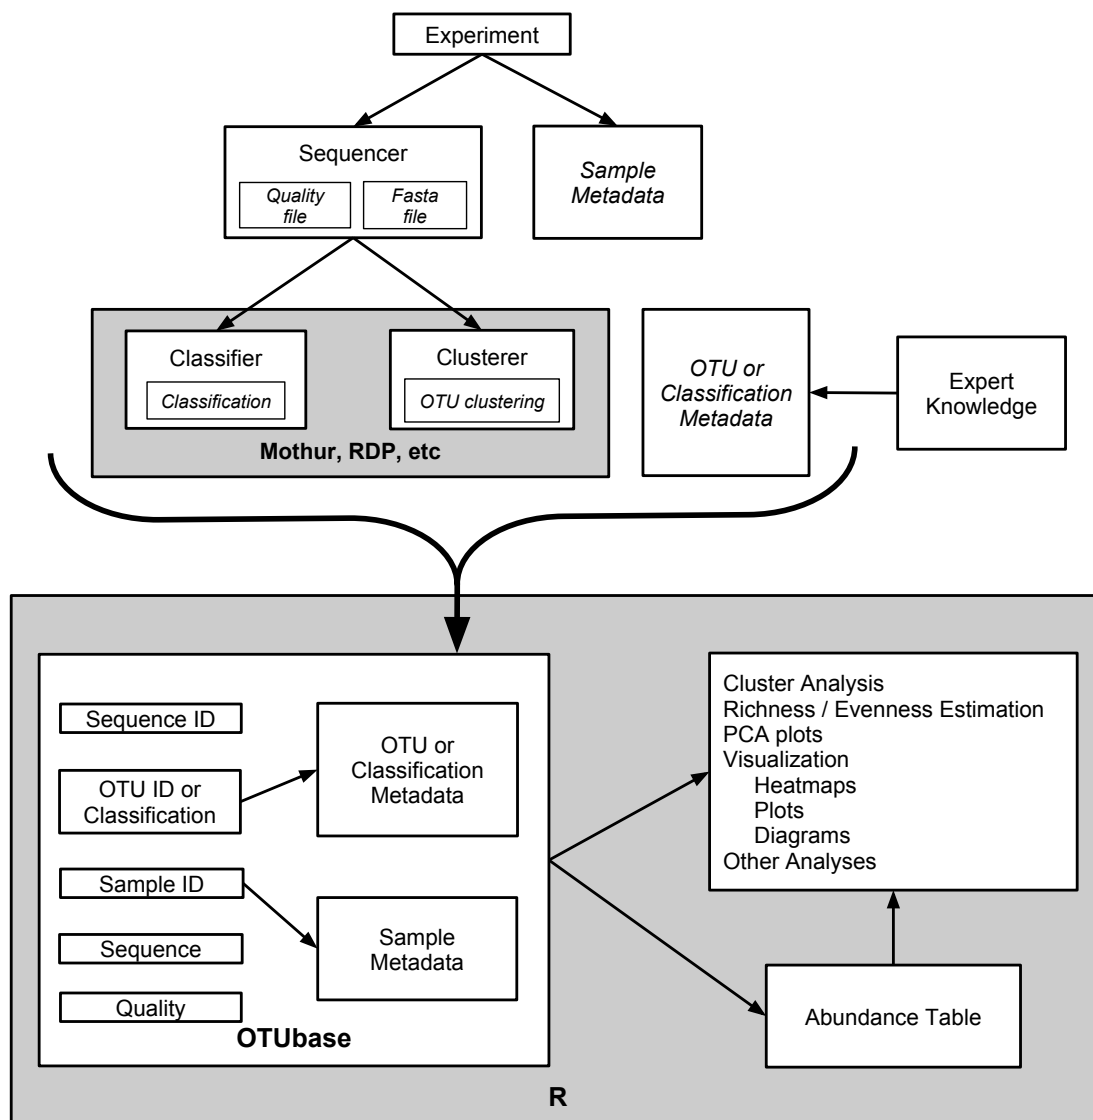 Experiment
Sequencer
Quality
file
Fasta
file
Sample
Metadada
Classifier
Classification
Clusterer
OTU clustering
Mothur, RDP, etc
OTU or
Classification
Metadata
Expert
Knowledge
Sequence ID
OTU ID or
Classification
Sample ID
Sequence
Quality
OTU or
Classification
Metadata
Sample
Metadata
OTUbase
Cluster Analysis
Richness / Evenness Estimation
PCA plots
Visualization
Heatmaps
Plots
Diagrams
Other Analyses
Abundance Table
R